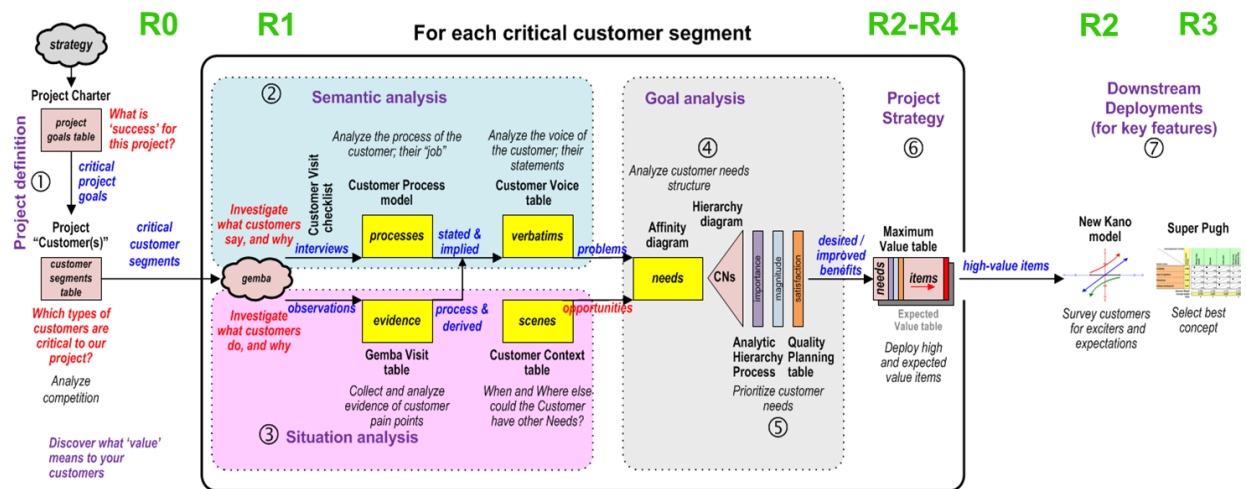 R0
R1
For each critical customer segment
R2-R4
R2
R3
strategy
Project Charter
project
goals table
What is
'success' for
this project?
Project definition
①
critical
project
goals
Project
"Customer(s)"
customer
segments
table
critical
customer
segments
Which types of
customers are
critical to our
project?
Analyze
competition
Discover what 'value'
means to your
customers
②
Semantic analysis
Analyze the process of the
customer; their "job"
Analyze the voice of
the customer; their
statements
Customer Visit
checklist
Customer Process
model
Customer Voice
table
Investigate
what customers
say, and why
interviews
processes
stated &
implied
verbatims
problems
gemba
Investigate
what customers
do, and why
observations
evidence
process &
derived
scenes
opportunities
Gemba Visit
table
Customer Context
table
Collect and analyze
evidence of customer
pain points
When and Where else
could the Customer
have other Needs?
③
Situation analysis
Goal analysis
④
Analyze customer needs
structure
Hierarchy
diagram
Affinity
diagram
needs
CNs
importance
magnitude
satisfaction
Analytic
Hierarchy
Process
Quality
Planning
table
Prioritize customer
needs
⑤
desired /
improved
benefits
Project
Strategy
⑥
Maximum
Value table
needs
items
Expected
Value table
Deploy high
and expected
value items
high-value items
Downstream
Deployments
(for key features)
⑦
New Kano
model
Super Pugh
Survey customers
for exciters and
expectations
Select best
concept